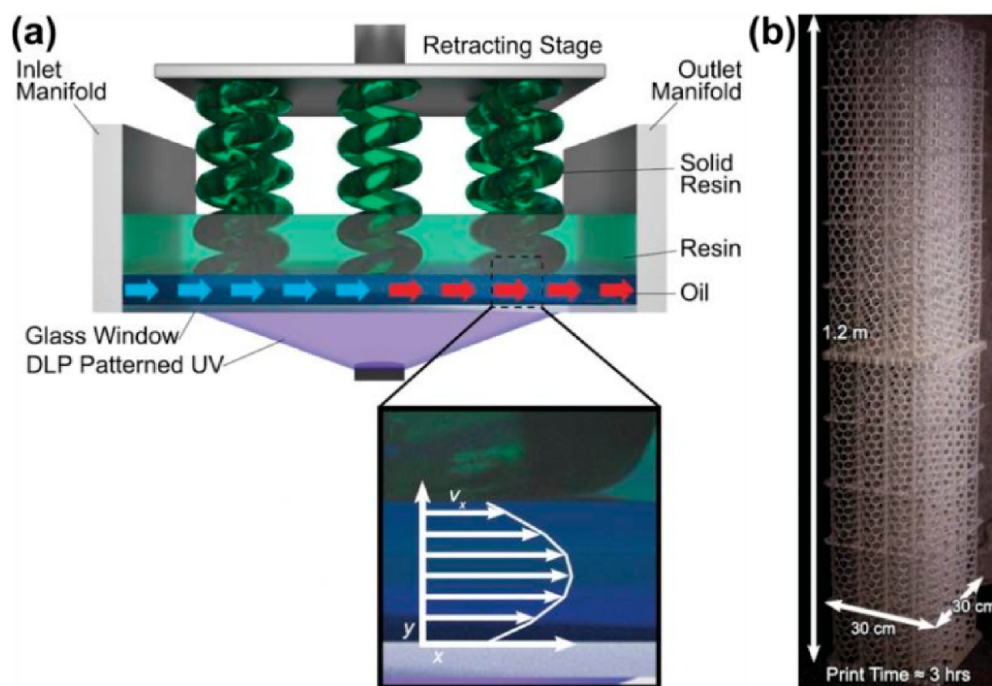 (a)
Retracting Stage
Inlet
Manifold
Outlet
Manifold
Solid
Resin
Resin
Oil
Glass Window
DLP Patterned UV
vₓ
y
x
(b)
1.2 m
30 cm
30 cm
Print Time ≈ 3 hrs